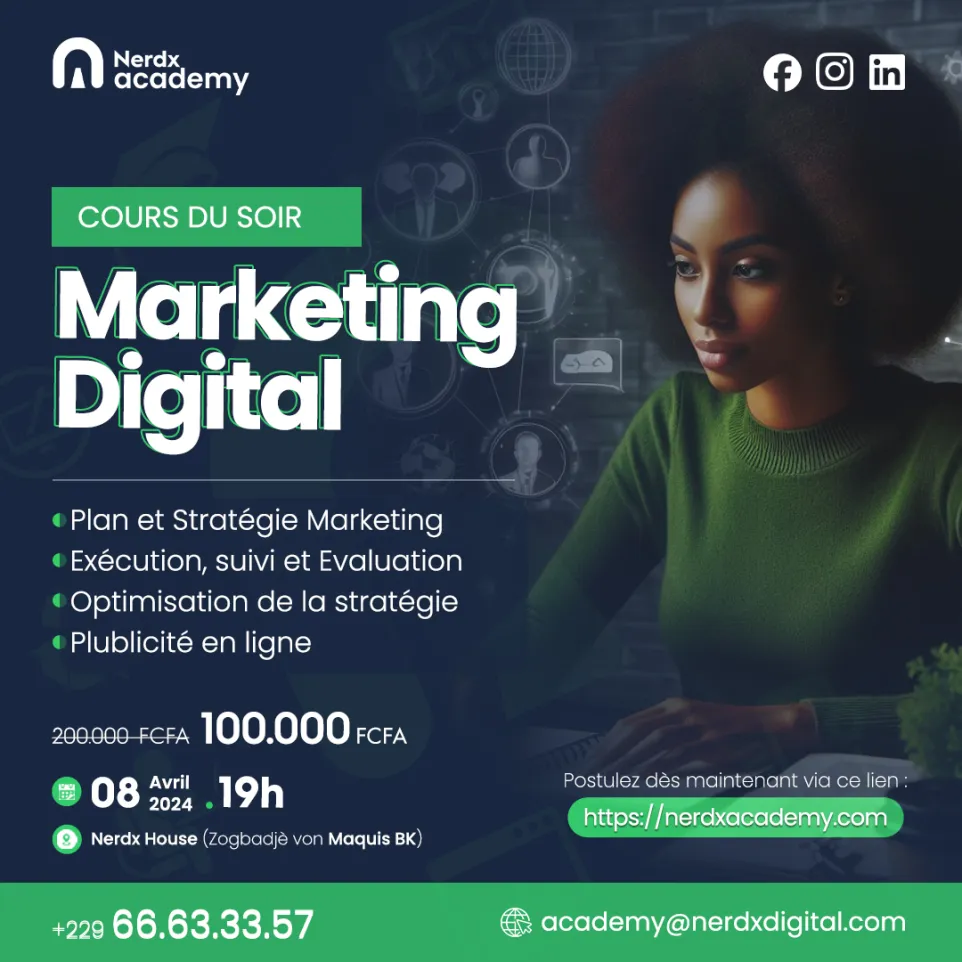 Nerdx
academy
COURS DU SOIR
Marketing
Digital
Plan et Stratégie Marketing
Exécution, suivi et Evaluation
Optimisation de la stratégie
Plublicité en ligne
200.000 FCFA 100.000 FCFA
08 Avril 2024 . 19h
Nerdx House (Zogbadjè von Maquis BK)
Postulez dès maintenant via ce lien :
https://nerdxacademy.com
+229 66.63.33.57
academy@nerdxdigital.com